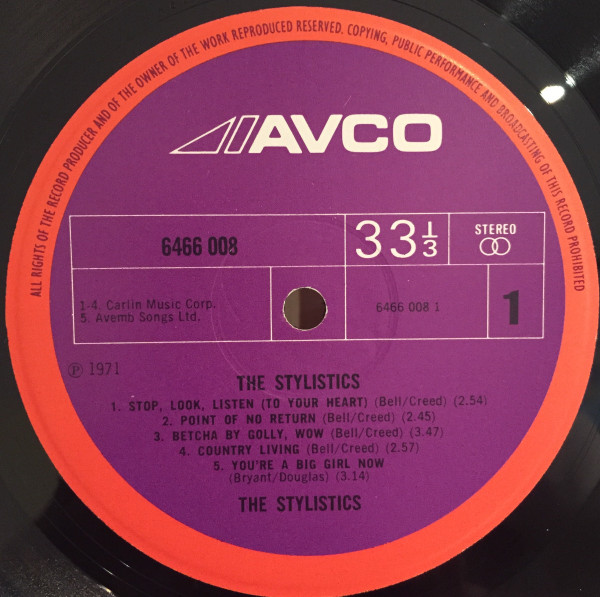 ALL RIGHTS OF THE RECORD PRODUCER AND OF THE OWNER OF THE WORK REPRODUCED RESERVED. COPYING, PUBLIC PERFORMANCE AND BROADCASTING OF THIS RECORD PROHIBITED
AVCO
6466 008
33 1/3
STEREO
1-4. Carlin Music Corp.
5. Avemb Songs Ltd.
6466 008 1
1
℗ 1971
THE STYLISTICS
1. STOP, LOOK, LISTEN (TO YOUR HEART) (Bell/Creed) (2.54)
2. POINT OF NO RETURN (Bell/Creed) (2.45)
3. BETCHA BY GOLLY, WOW (Bell/Creed) (3.47)
4. COUNTRY LIVING (Bell/Creed) (2.57)
5. YOU'RE A BIG GIRL NOW
(Bryant/Douglas) (3.14)
THE STYLISTICS